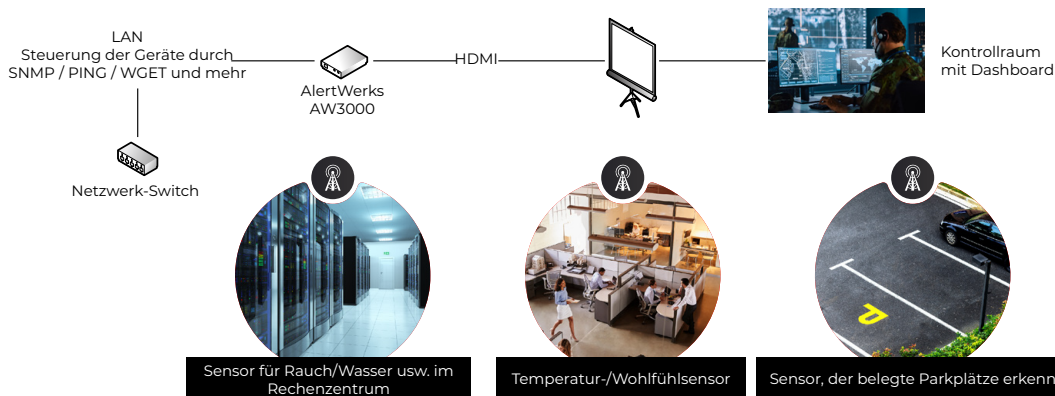 LAN
Steuerung der Geräte durch
SNMP / PING / WGET und mehr
HDMI
AlertWerks
AW3000
Kontrollraum
mit Dashboard
Netzwerk-Switch
Sensor für Rauch/Wasser usw. im
Rechenzentrum
Temperatur-/Wohlfühlsensor
Sensor, der belegte Parkplätze erkenn
P